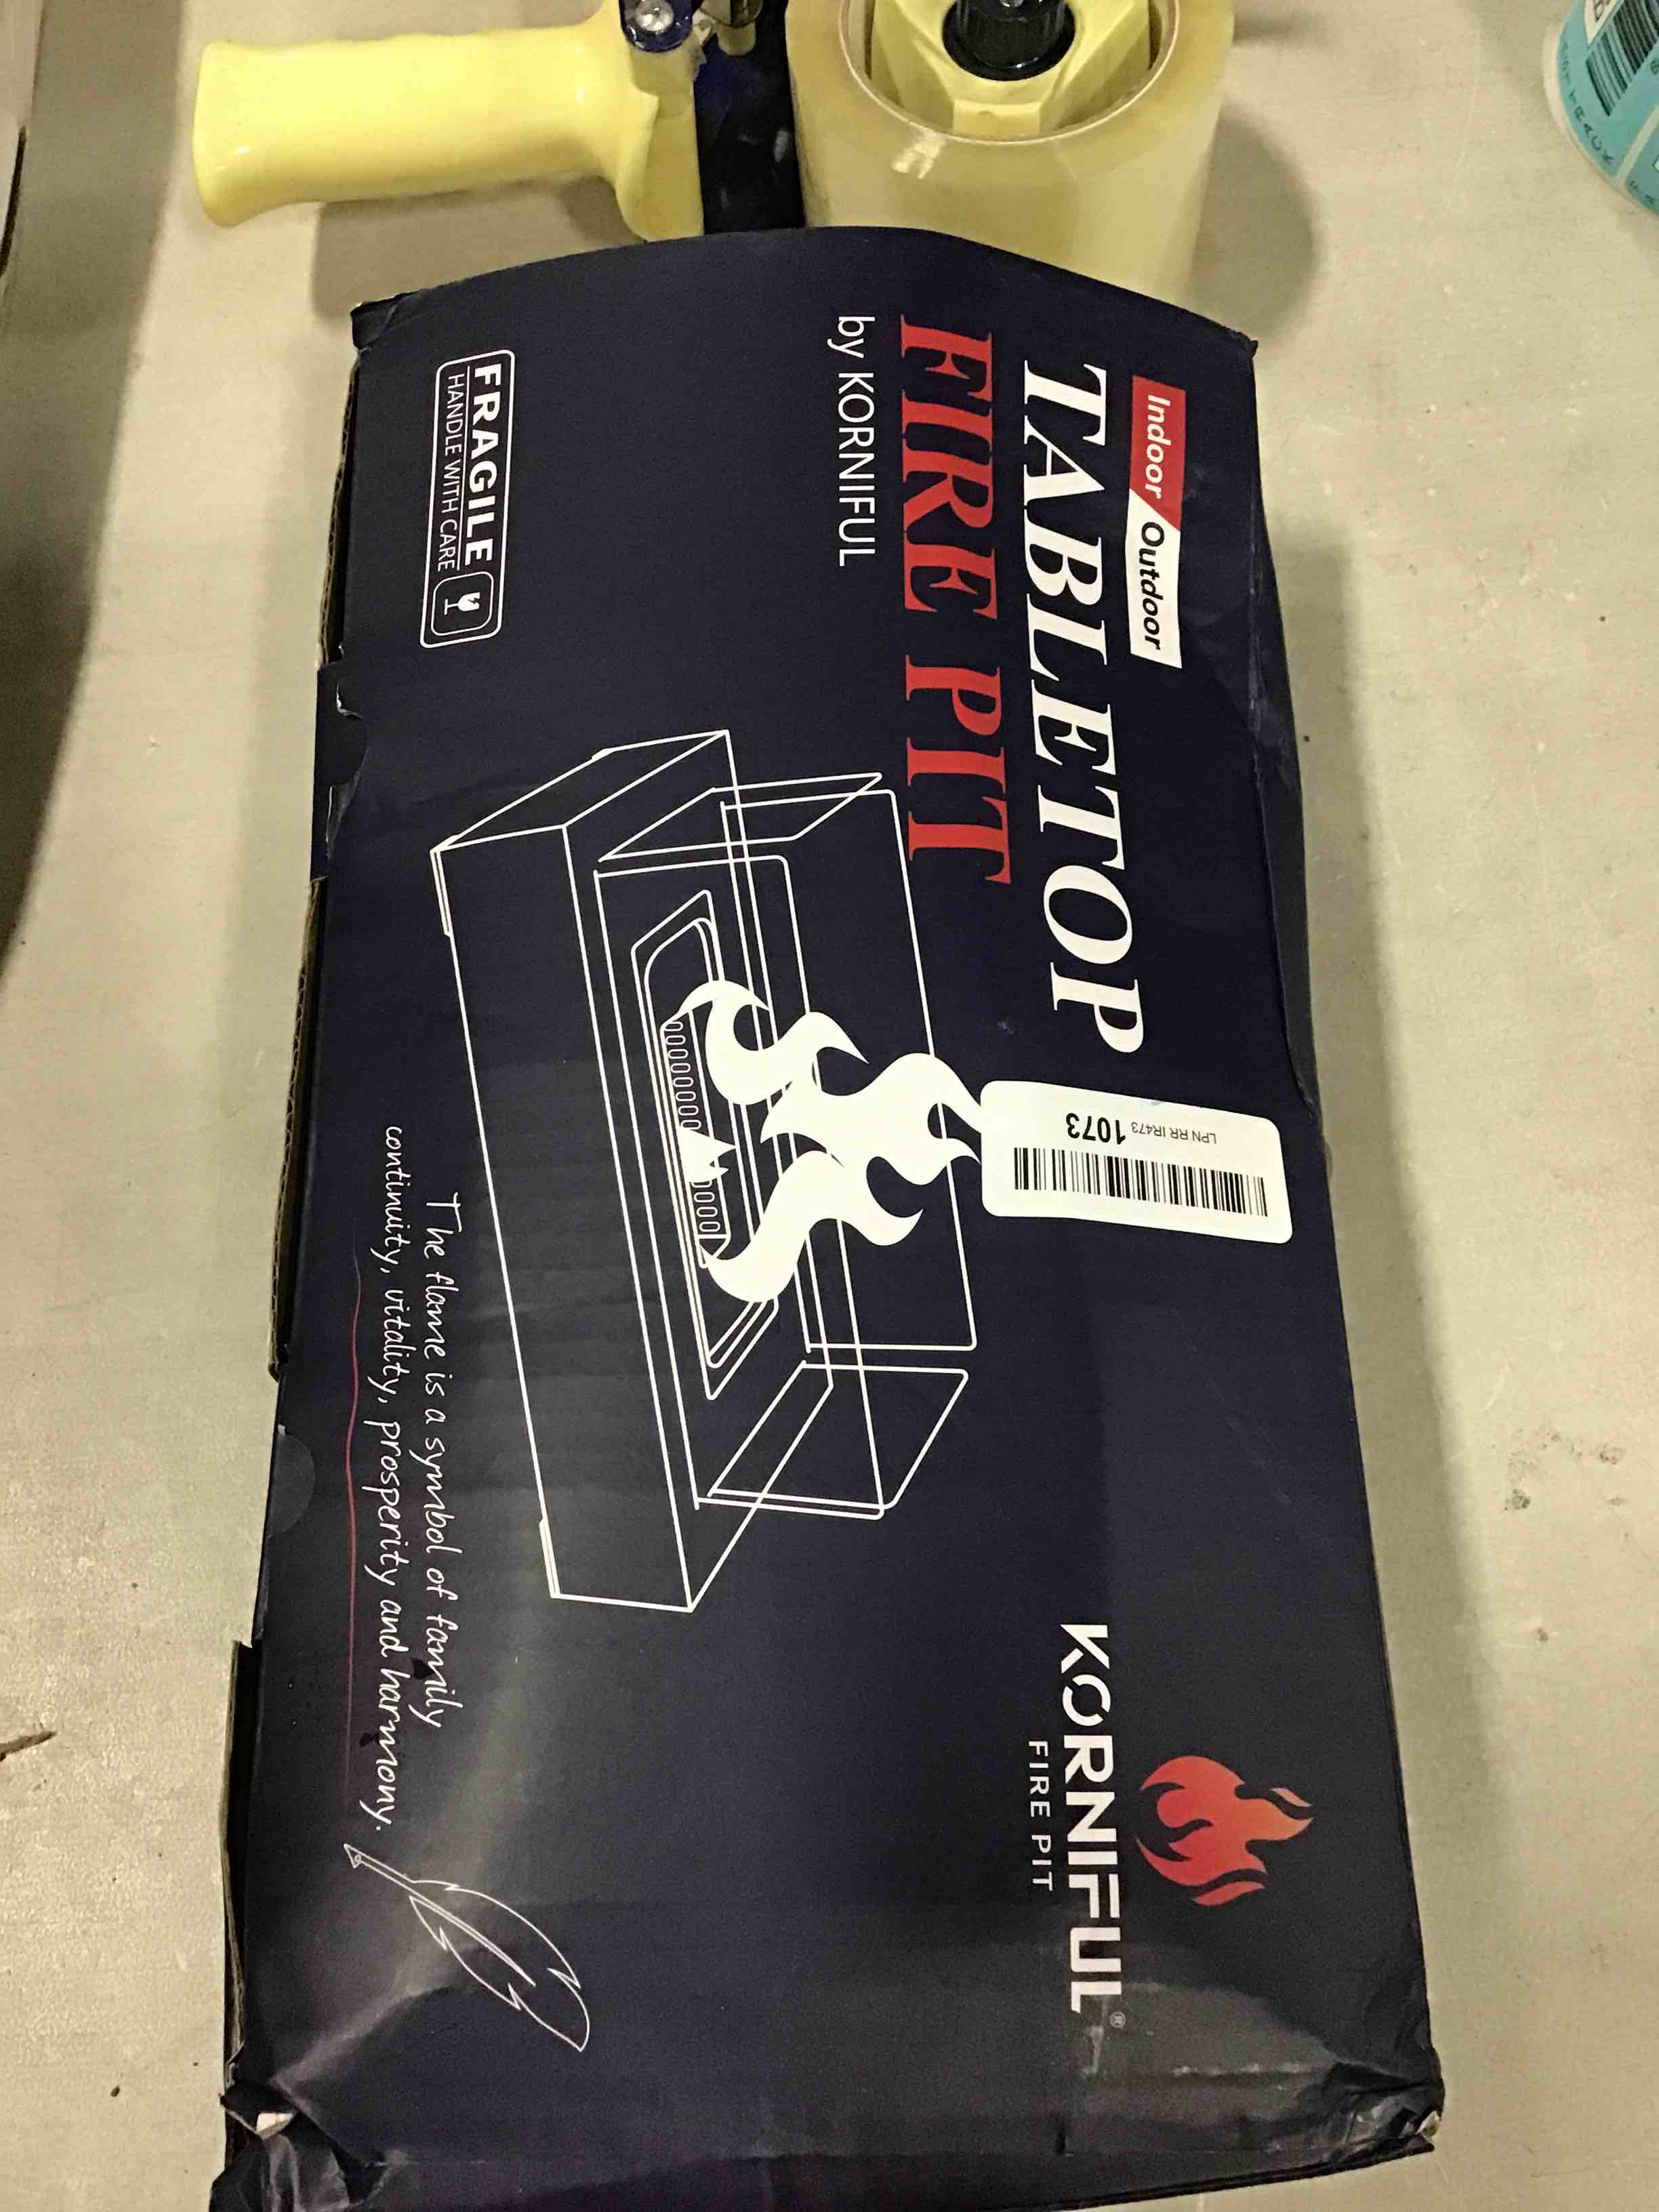 Indoor Outdoor
TABLETOP
FIRE PIT
by KORNIFUL
FRAGILE
HANDLE WITH CARE
LPN RR IR473
1073
KORNIFUL®
FIRE PIT
The flame is a symbol of family
continuity, vitality, prosperity and harmony.